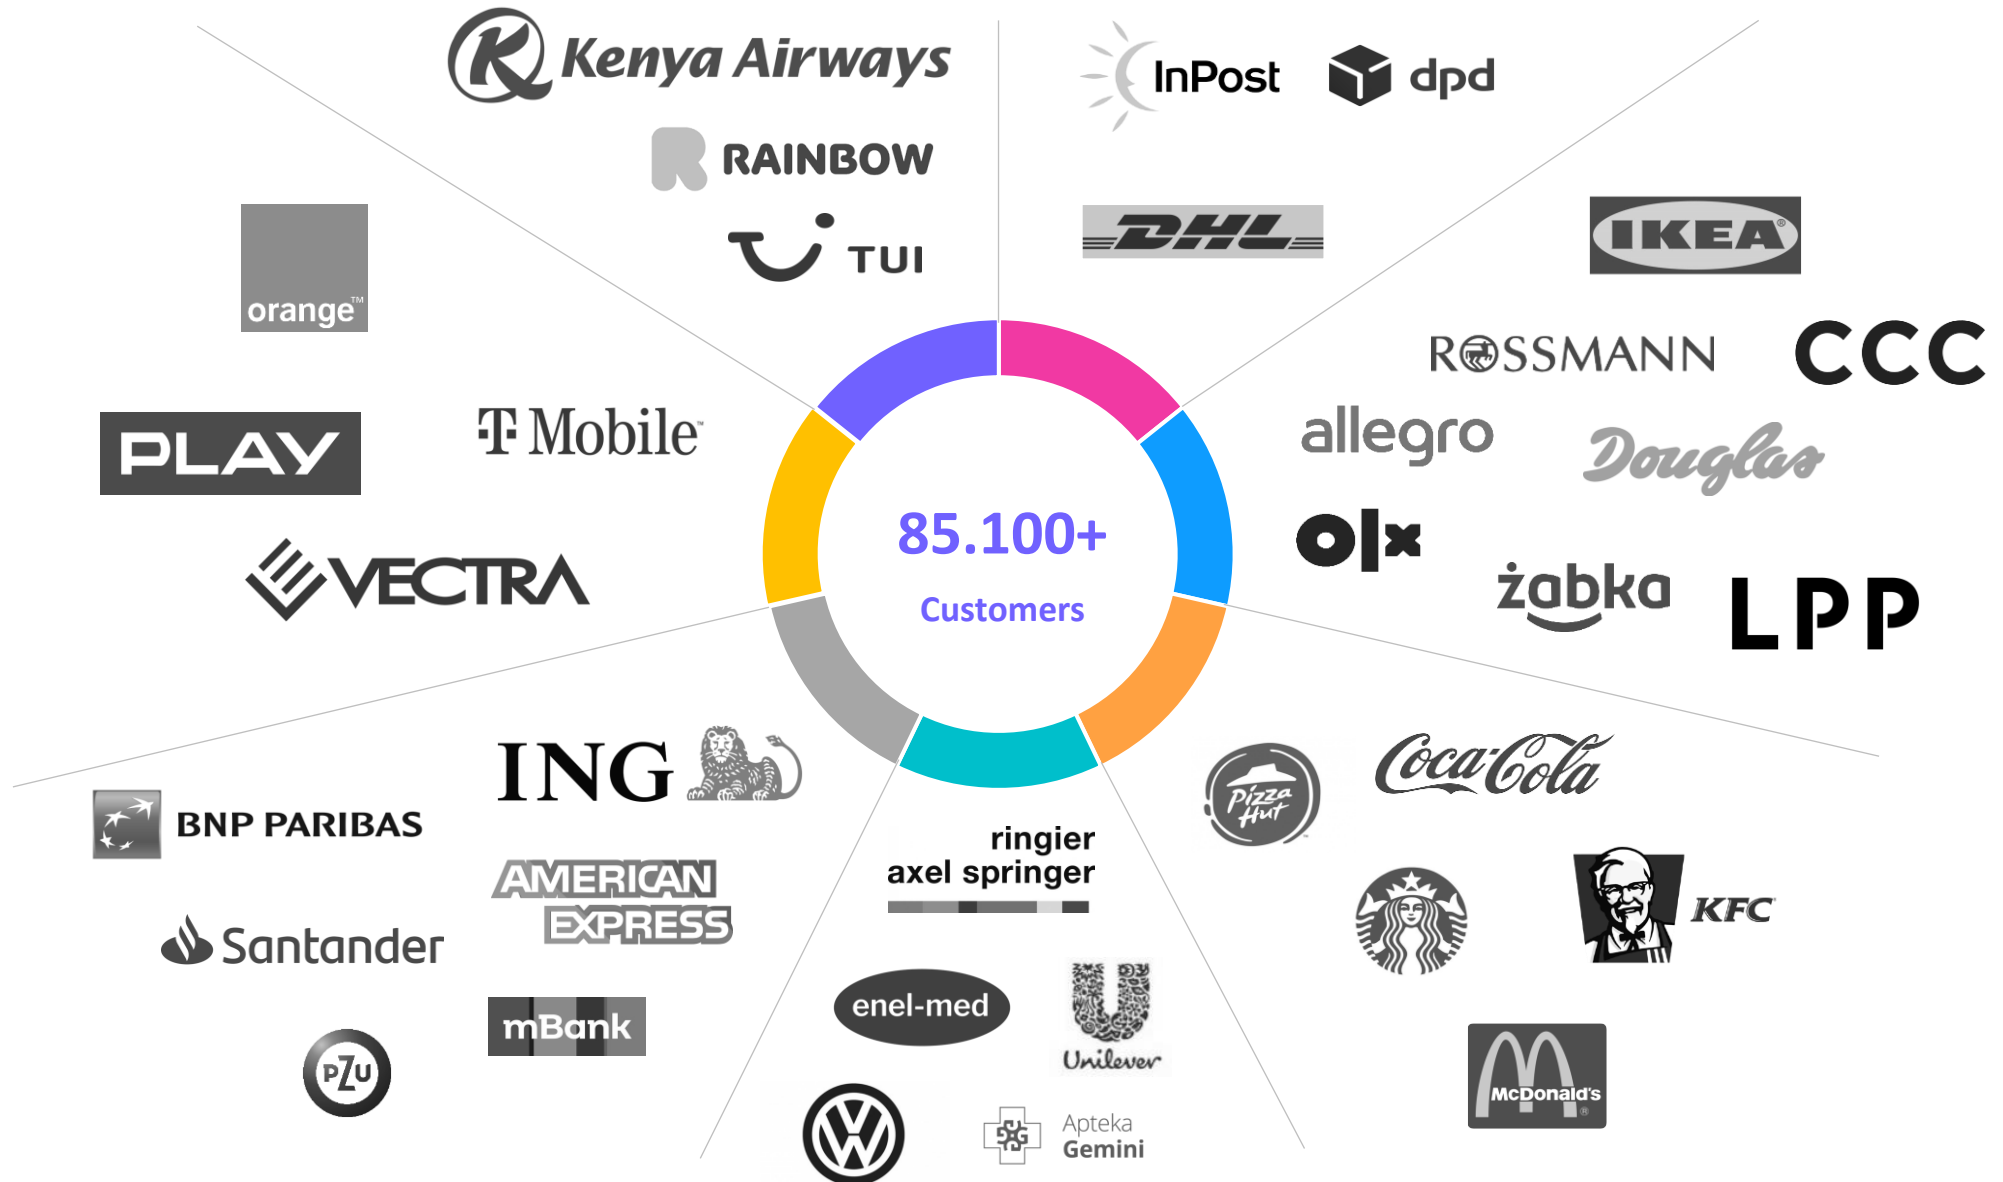 Kenya Airways
RAINBOW
TUI
InPost
dpd
DHL
orange™
PLAY
T Mobile™
VECTRA
IKEA®
ROSSMANN
CCC
allegro
Douglas
olx
żabka
LPP
85.100+
Customers
ING
BNP PARIBAS
AMERICAN
EXPRESS
Santander
mBank
PZU
ringier
axel springer
enel-med
Unilever
Apteka
Gemini
Pizza
Hut™
Coca-Cola
KFC
McDonald's®